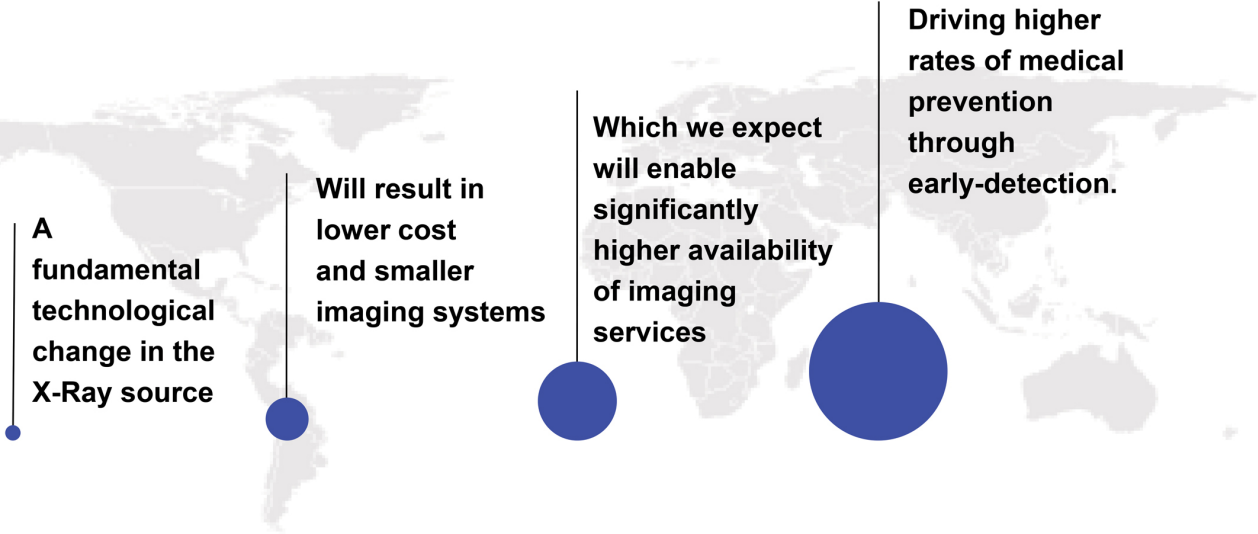 A
fundamental
technological
change in the
X-Ray source
Will result in
lower cost
and smaller
imaging systems
Which we expect
will enable
significantly
higher availability
of imaging
services
Driving higher
rates of medical
prevention
through
early-detection.